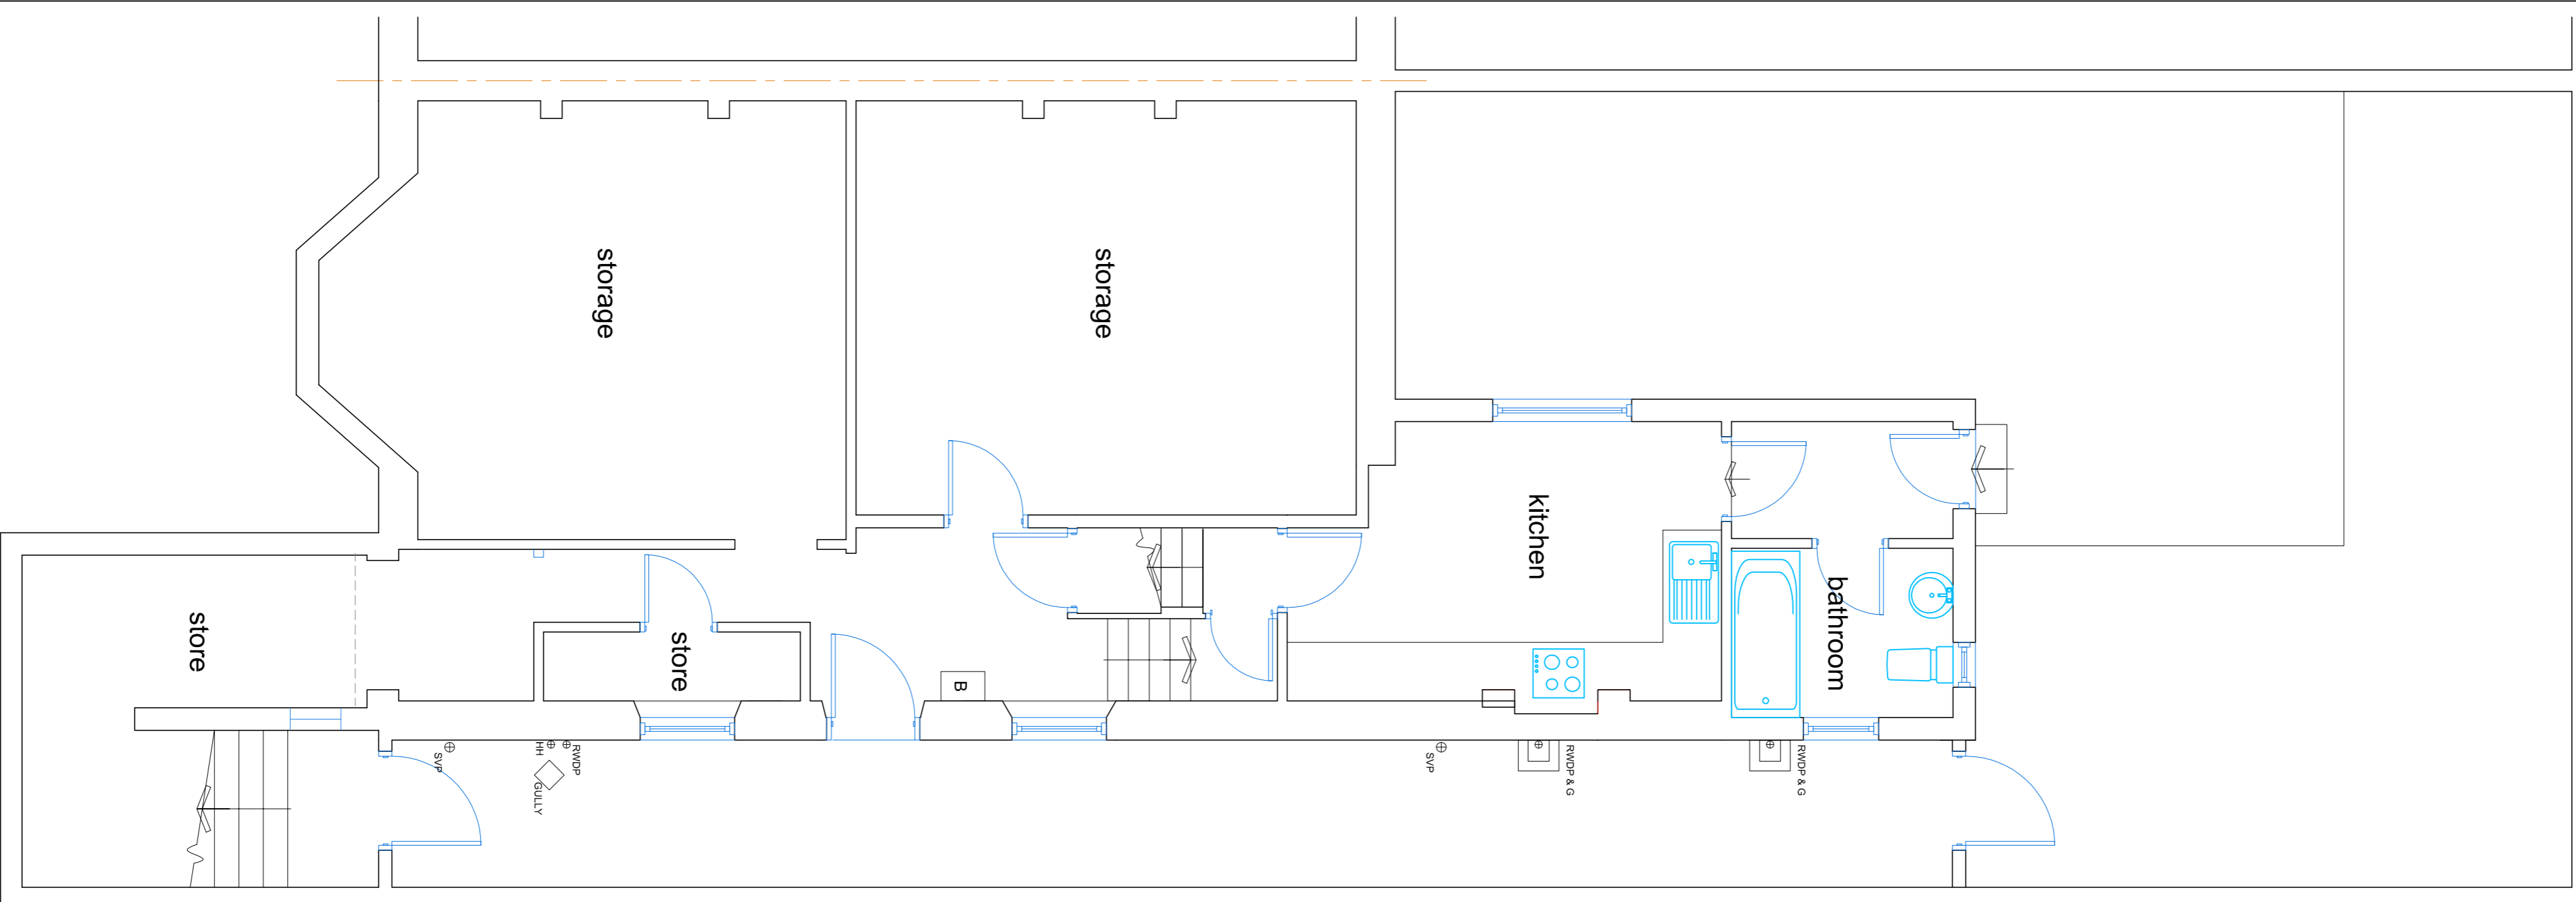 storage
storage
kitchen
bathroom
store
store
B
SVP
HH
RWDP
GULLY
SVP
RWDP & G
RWDP & G